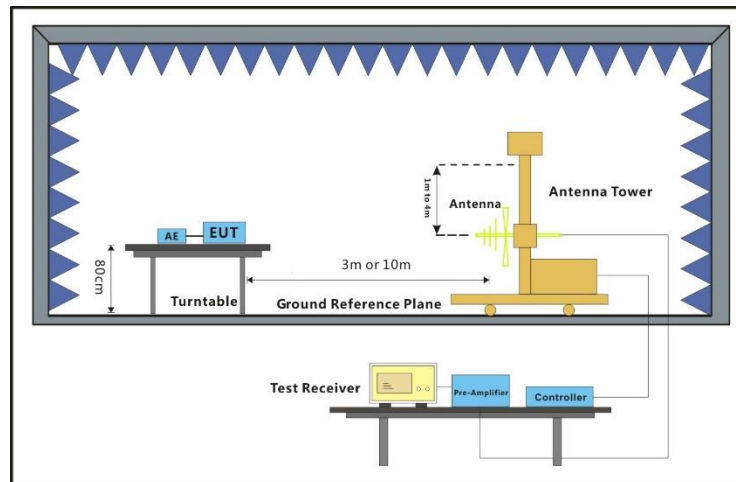 1m to 4m
Antenna Tower
Antenna
AE
EUT
80cm
3m or 10m
Turntable
Ground Reference Plane
Test Receiver
Pre-Amplifier
Controller